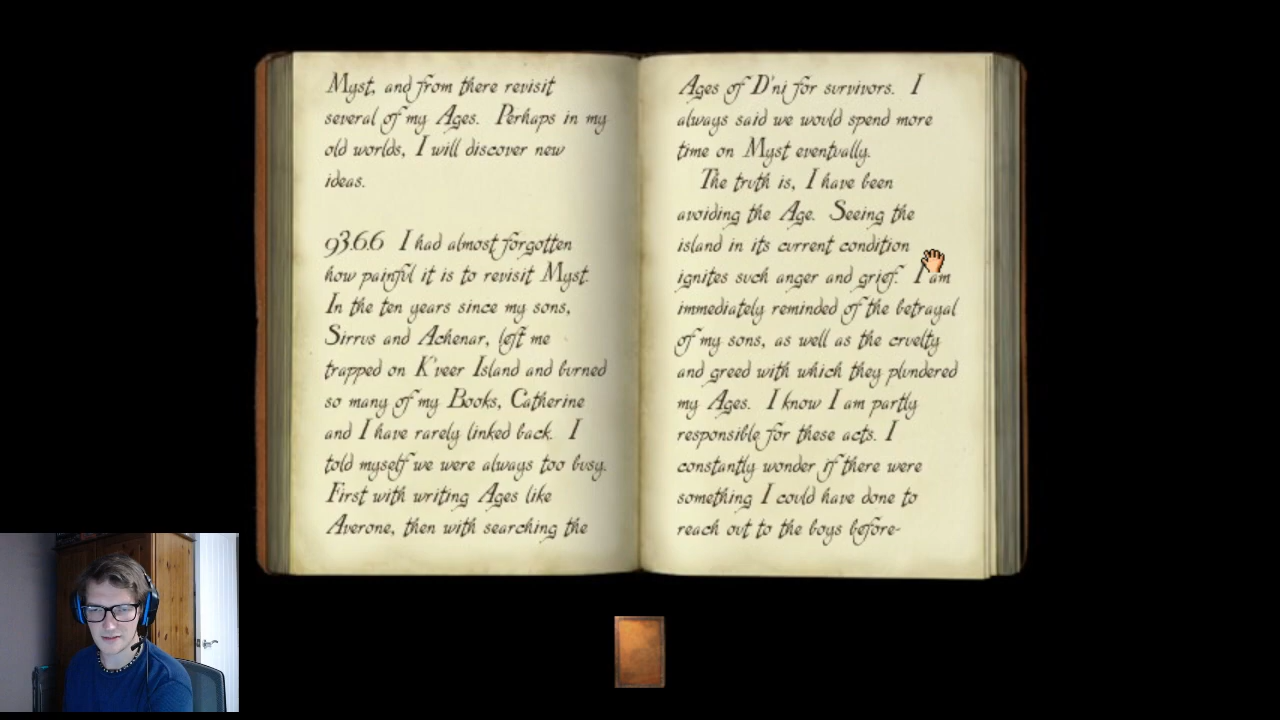 Myst, and from there revisit
several of my Ages. Perhaps in my
old worlds, I will discover new
ideas.
93.6.6 I had almost forgotten
how painful it is to revisit Myst.
In the ten years since my sons,
Sirrus and Achenar, left me
trapped on K'veer Island and burned
so many of my Books, Catherine
and I have rarely linked back. I
told myself we were always too busy.
First with writing Ages like
Averone, then with searching the
Ages of D'ni for survivors. I
always said we would spend more
time on Myst eventually.
The truth is, I have been
avoiding the Age. Seeing the
island in its current condition
ignites such anger and grief. I am
immediately reminded of the betrayal
of my sons, as well as the cruelty
and greed with which they plundered
my Ages. I know I am partly
responsible for these acts. I
constantly wonder if there were
something I could have done to
reach out to the boys before-